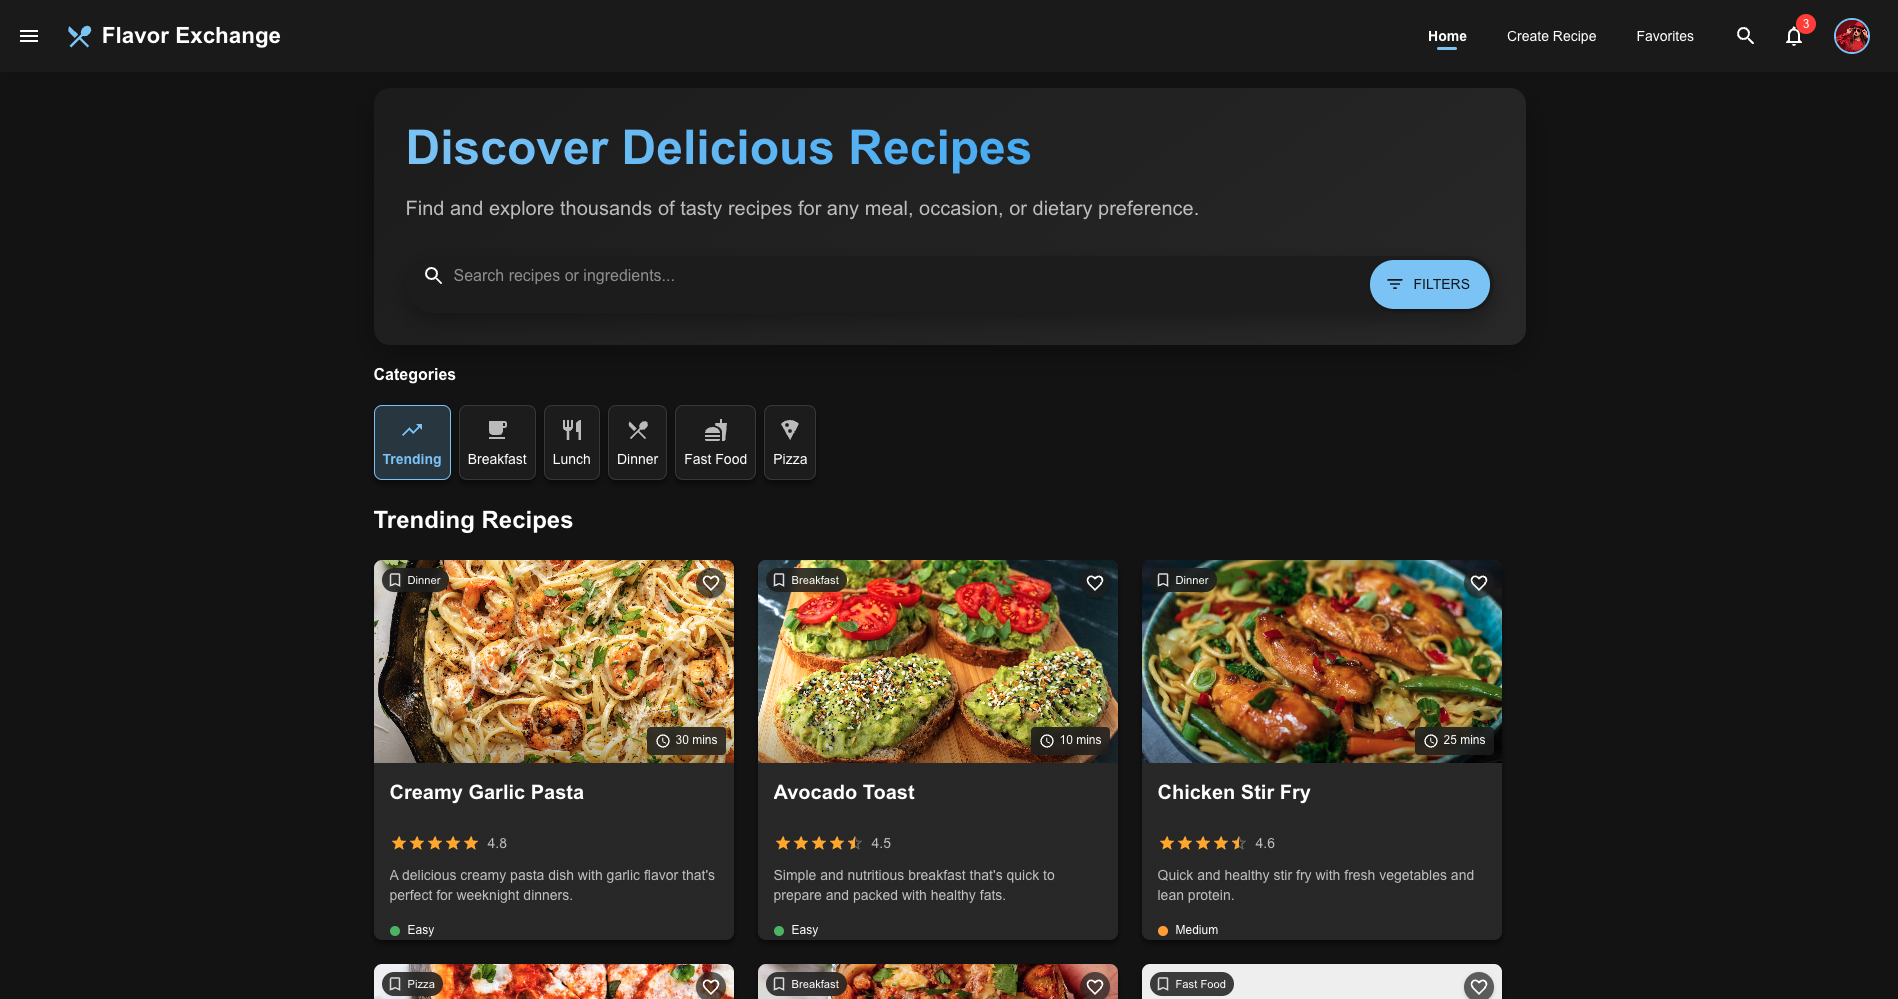 Flavor Exchange
Home
Create Recipe
Favorites
3
Discover Delicious Recipes
Find and explore thousands of tasty recipes for any meal, occasion, or dietary preference.
Search recipes or ingredients...
FILTERS
Categories
Trending
Breakfast
Lunch
Dinner
Fast Food
Pizza
Trending Recipes
Dinner
30 mins
Creamy Garlic Pasta
4.8
A delicious creamy pasta dish with garlic flavor that's
perfect for weeknight dinners.
Easy
Breakfast
10 mins
Avocado Toast
4.5
Simple and nutritious breakfast that's quick to
prepare and packed with healthy fats.
Easy
Dinner
25 mins
Chicken Stir Fry
4.6
Quick and healthy stir fry with fresh vegetables and
lean protein.
Medium
Pizza
Breakfast
Fast Food